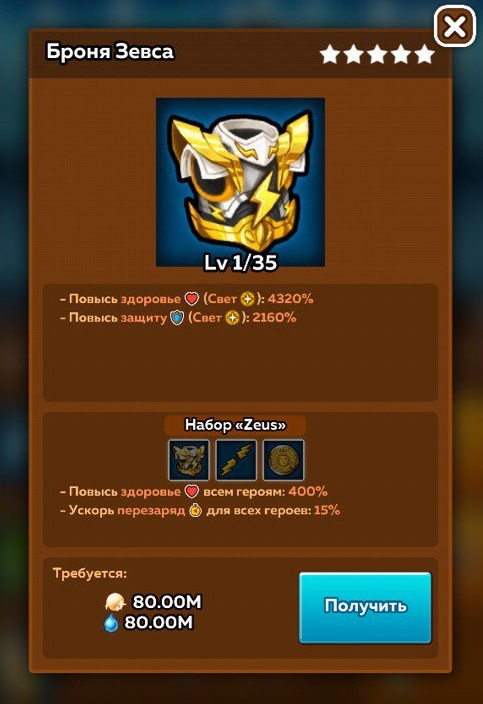 Броня Зевса
Lv 1/35
- Повысь здоровье (Свет): 4320%
- Повысь защиту (Свет): 2160%
Набор «Zeus»
- Повысь здоровье всем героям: 400%
- Ускорь перезаряд для всех героев: 15%
Требуется:
80.00M
80.00M
Получить